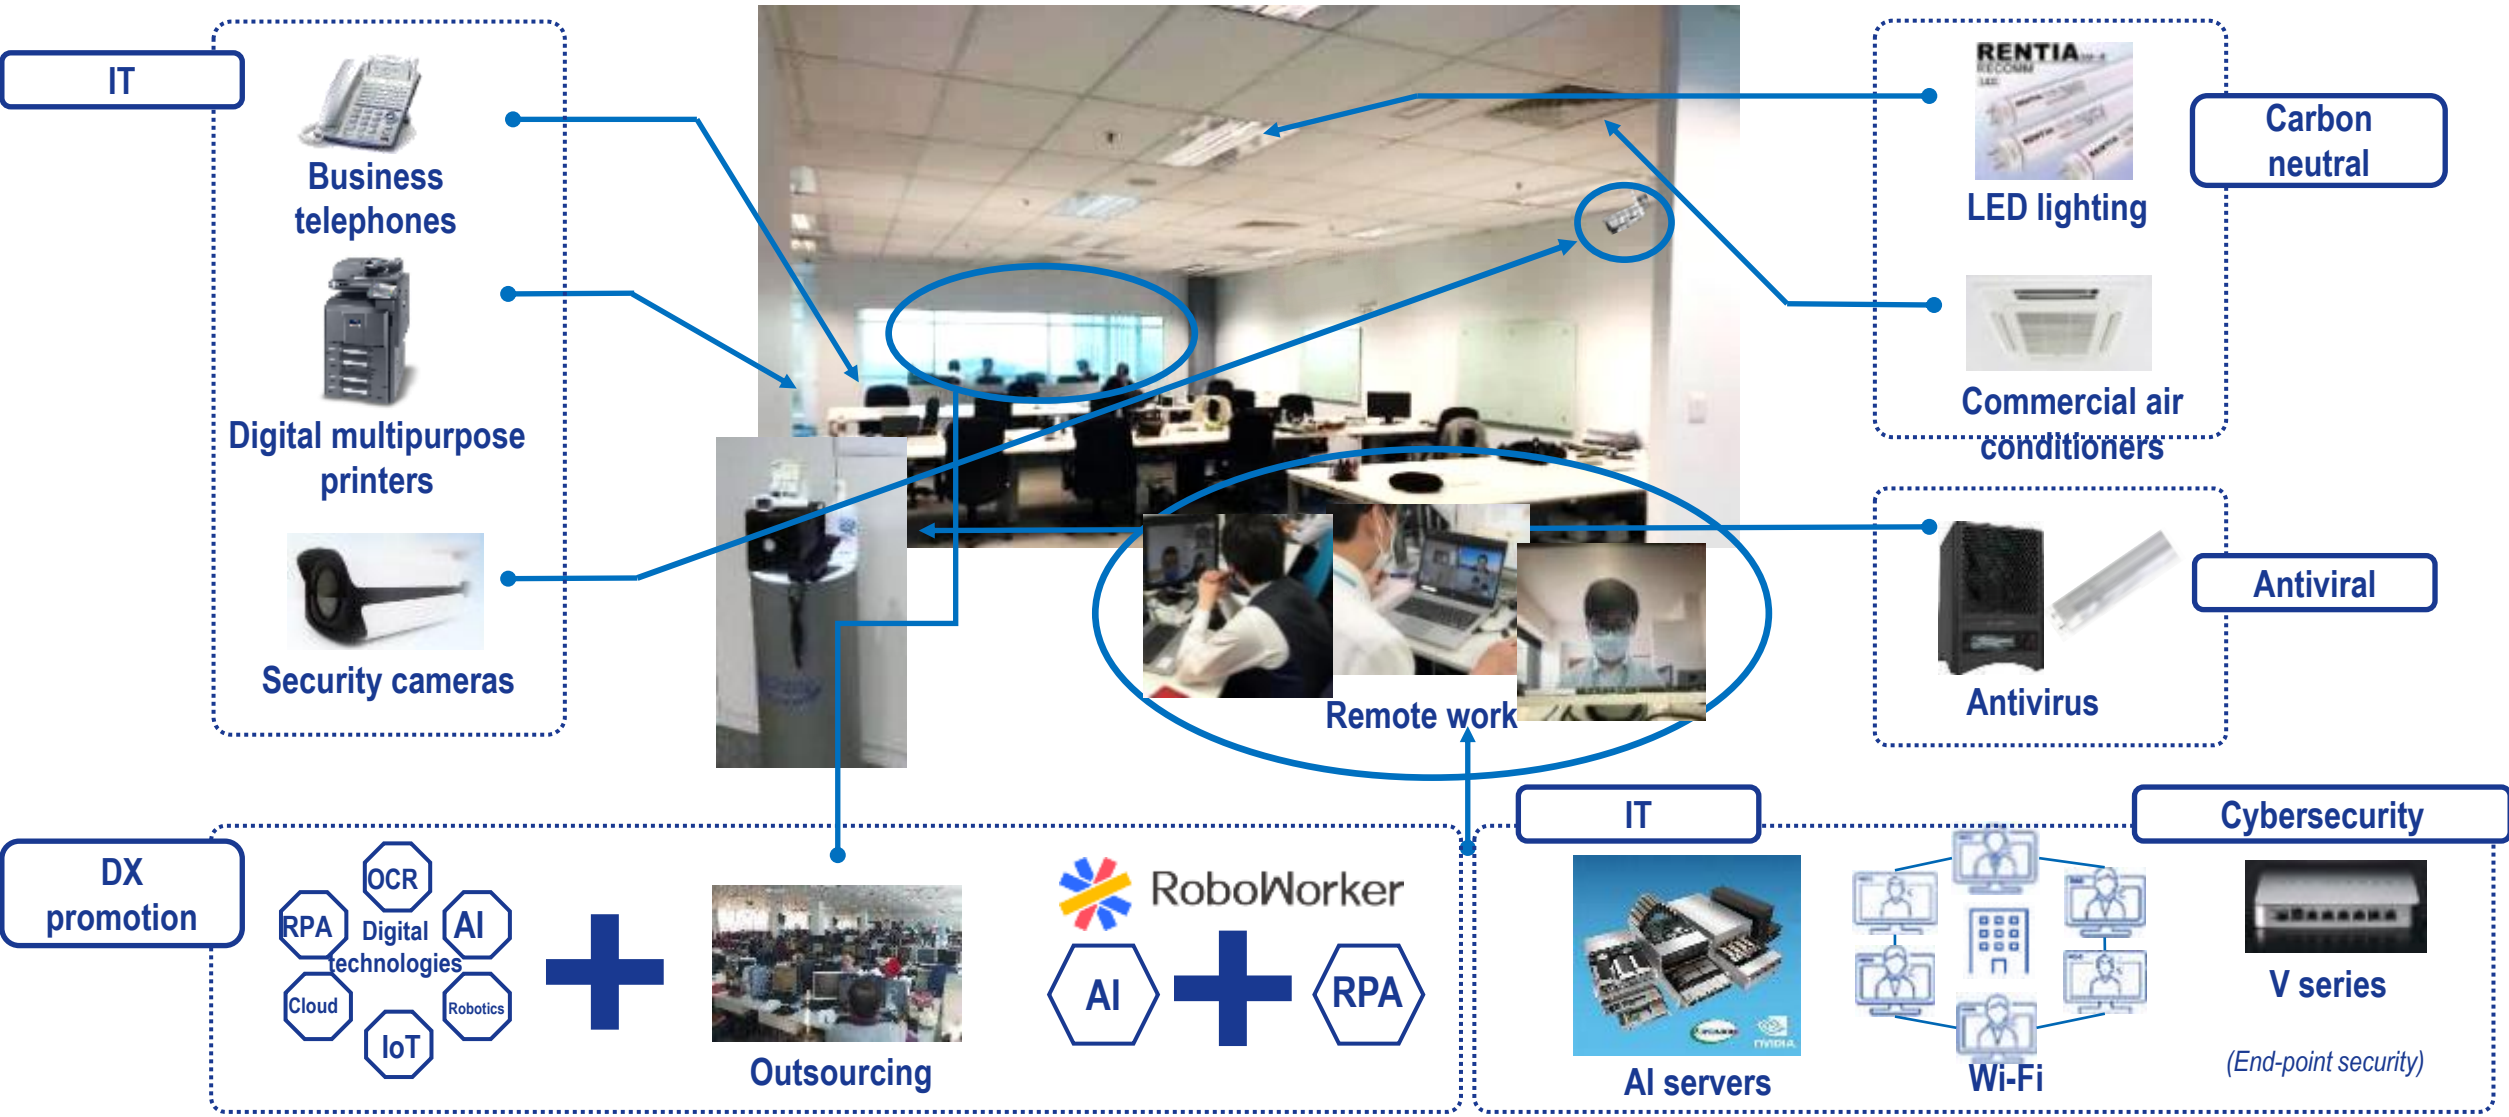 IT
Business
telephones
Digital multipurpose
printers
Security cameras
RENTIA
RECOMM
LED lighting
Carbon
neutral
Commercial air
conditioners
Antiviral
Antivirus
Remote work
DX
promotion
OCR
RPA
AI
Digital
technologies
Cloud
Robotics
IoT
Outsourcing
RoboWorker
AI
RPA
IT
Cybersecurity
AI servers
NVIDIA
Wi-Fi
V series
(End-point security)